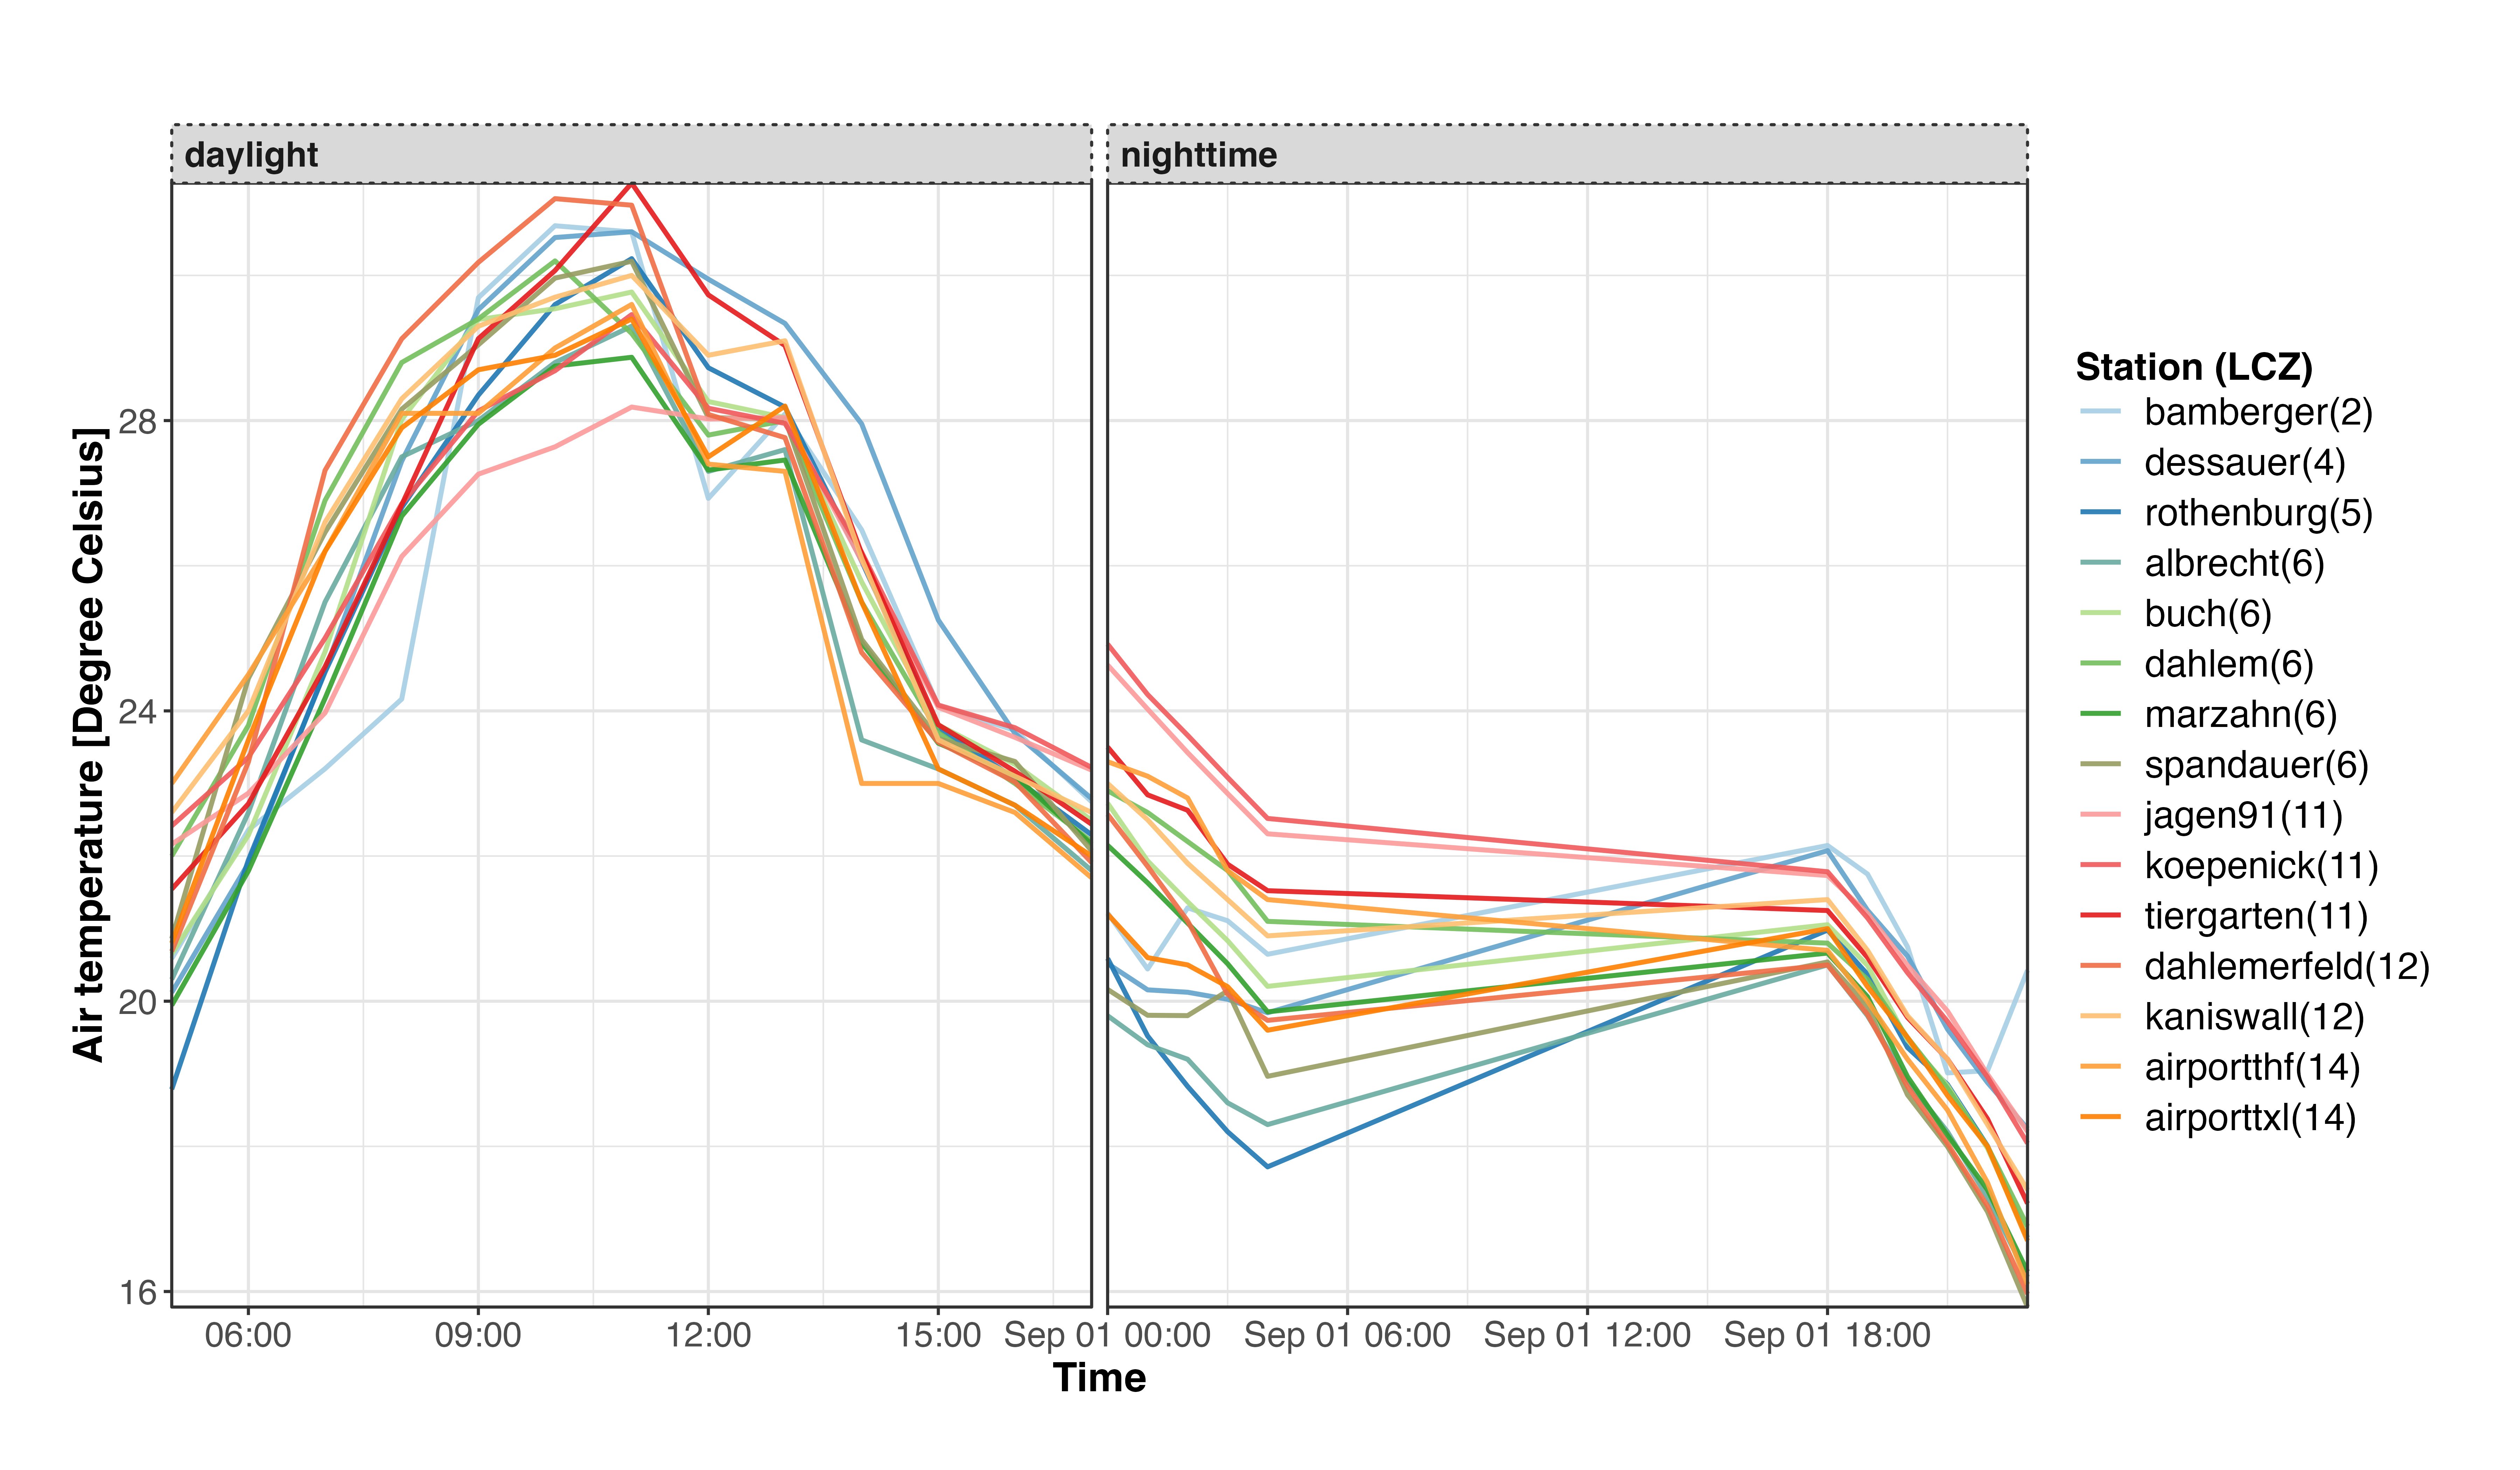 daylight
nighttime
Air temperature [Degree Celsius]
28
24
20
16
06:00
09:00
12:00
15:00
Sep 01 00:00
Sep 01 06:00
Sep 01 12:00
Sep 01 18:00
Time
Station (LCZ)
bamberger(2)
dessauer(4)
rothenburg(5)
albrecht(6)
buch(6)
dahlem(6)
marzahn(6)
spandauer(6)
jagen91(11)
koepenick(11)
tiergarten(11)
dahlemerfeld(12)
kaniswall(12)
airportthf(14)
airporttxl(14)